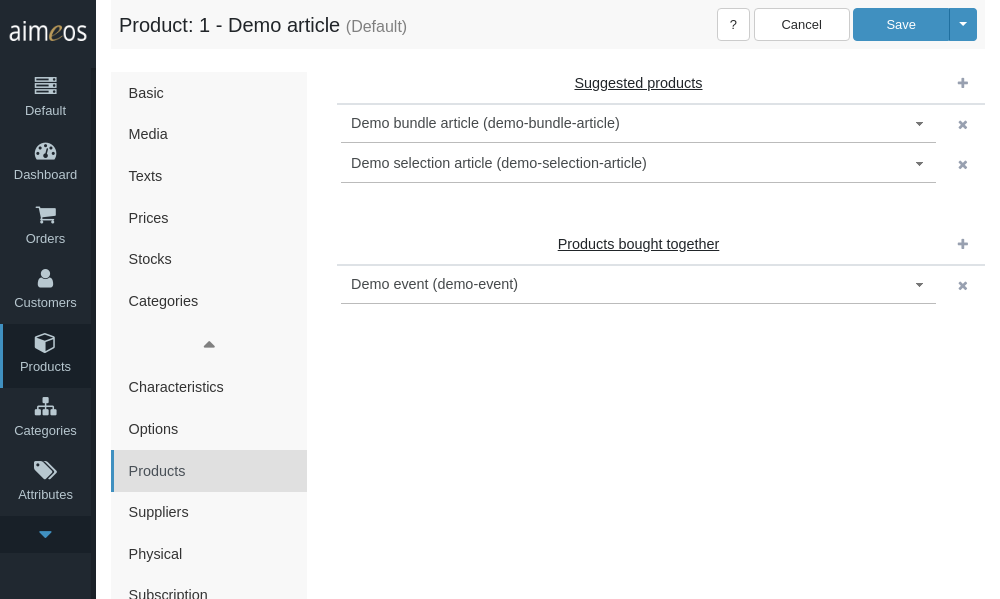 aimeos
Default
Dashboard
Orders
Customers
Products
Categories
Attributes
Product: 1 - Demo article (Default)
?
Cancel
Save
Basic
Media
Texts
Prices
Stocks
Categories
Characteristics
Options
Products
Suppliers
Physical
Subscription
Suggested products
Demo bundle article (demo-bundle-article)
Demo selection article (demo-selection-article)
Products bought together
Demo event (demo-event)